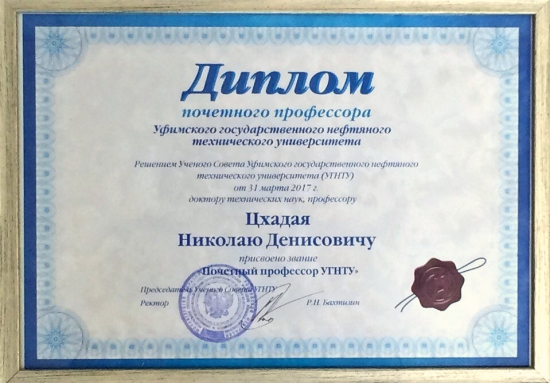 Диплом
почетного профессора
Уфимского государственного нефтяного
технического университета
Решением Ученого Совета Уфимского государственного нефтяного
технического университета (УГНТУ)
от 31 марта 2017 г.
доктору технических наук, профессору
Цхадая
Николаю Денисовичу
присвоено звание
«Почетный профессор УГНТУ»
Председатель Ученого Совета УГНТУ
Ректор Р.Н. Бахтизин